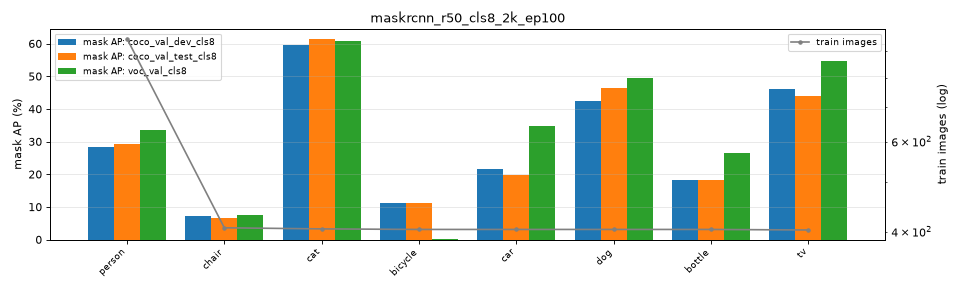 maskrcnn_r50_cls8_2k_ep100
mask AP: coco_val_dev_cls8
mask AP: coco_val_test_cls8
mask AP: voc_val_cls8
train images
mask AP (%)
60
50
40
30
20
10
0
6 × 10²
4 × 10²
train images (log)
person
chair
cat
bicycle
car
dog
bottle
tv